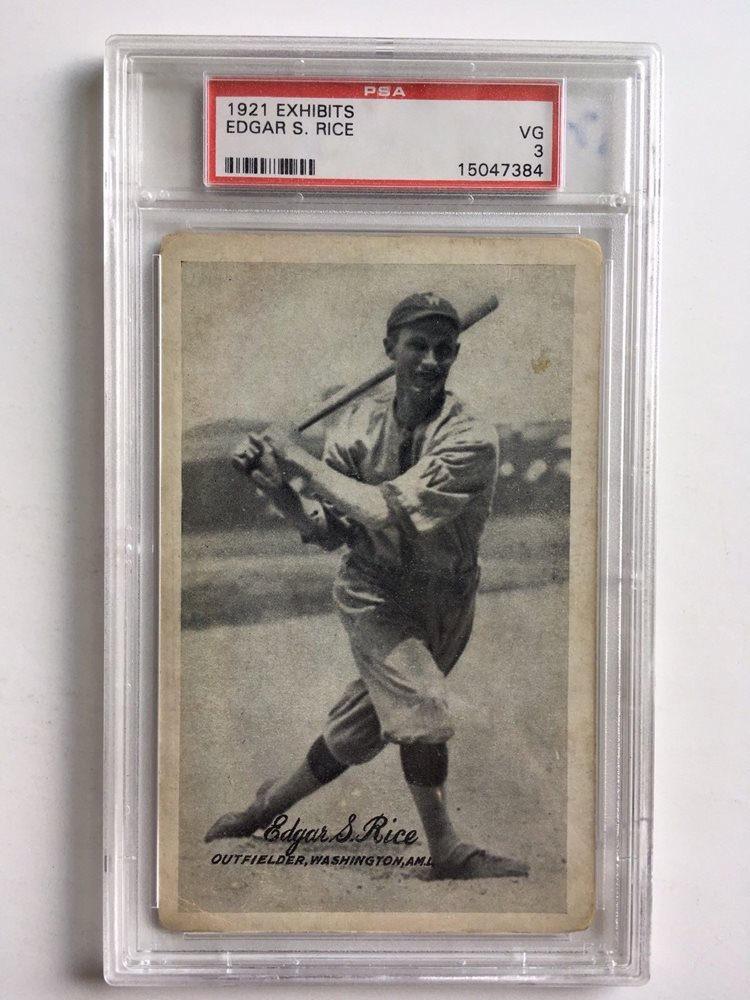 PSA
1921 EXHIBITS
EDGAR S. RICE
VG
3
15047384
W
Edgar S. Rice
OUTFIELDER, WASHINGTON, AM.L.